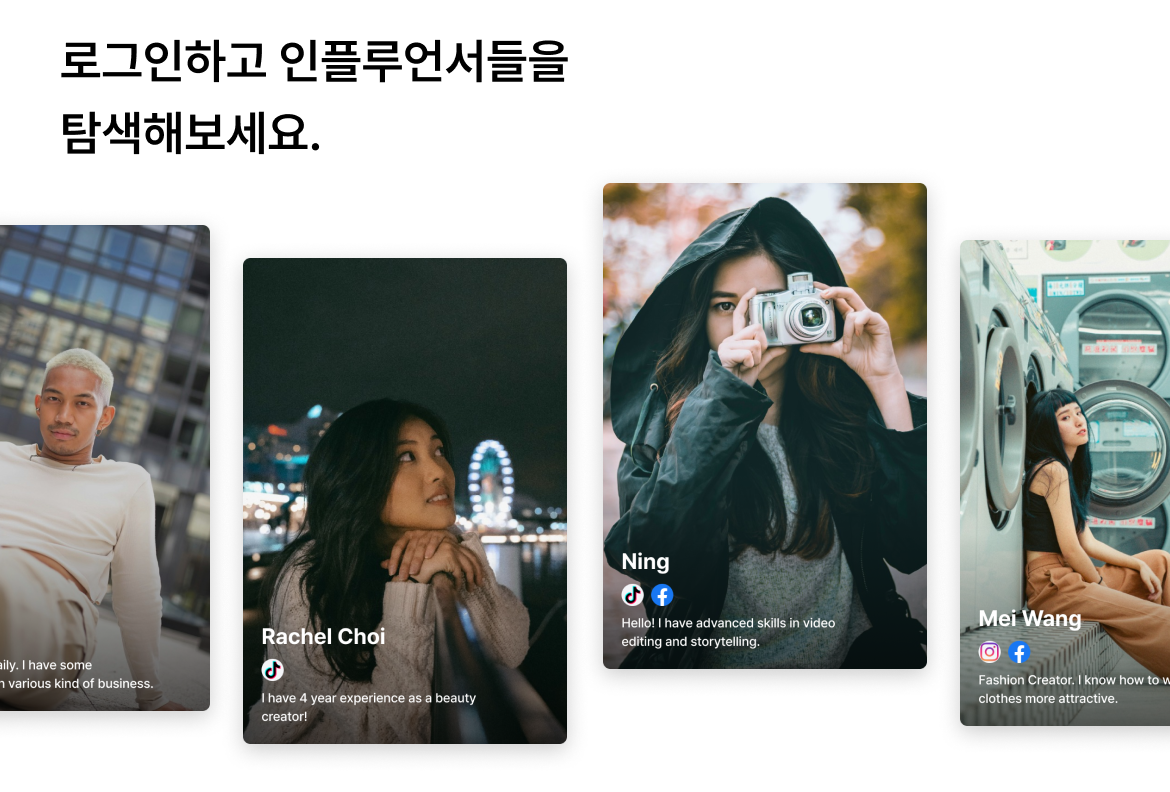 로그인하고 인플루언서들을
탐색해보세요.
I have some
various kind of business.
Rachel Choi
I have 4 year experience as a beauty
creator!
Ning
Hello! I have advanced skills in video
editing and storytelling.
Mei Wang
Fashion Creator. I know how to
clothes more attractive.